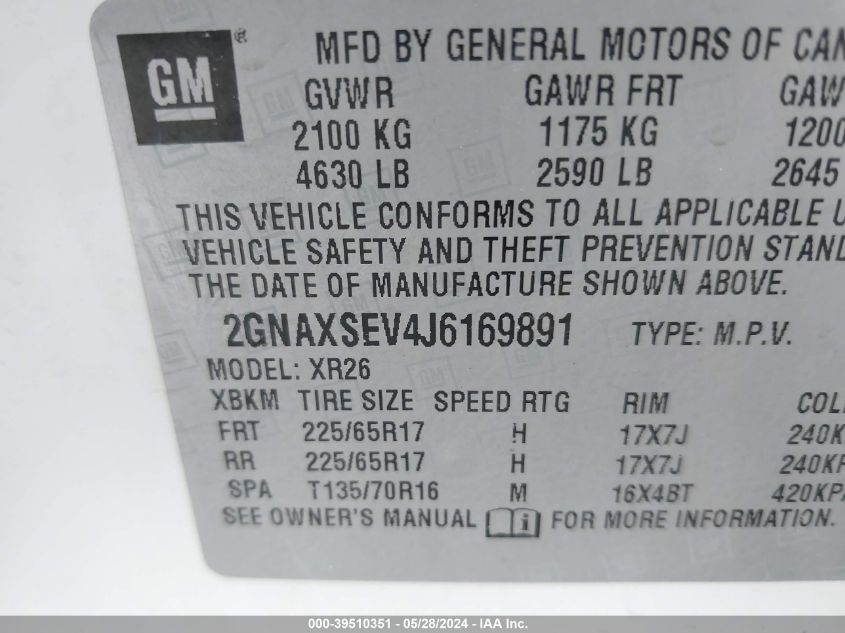 GM ®
MFD BY GENERAL MOTORS OF CAN
GVWR GAWR FRT GAW
2100 KG 1175 KG 1200
4630 LB 2590 LB 2645
THIS VEHICLE CONFORMS TO ALL APPLICABLE U
VEHICLE SAFETY AND THEFT PREVENTION STAND
THE DATE OF MANUFACTURE SHOWN ABOVE.
2GNAXSEV4J6169891 TYPE: M.P.V.
MODEL: XR26
XBKM TIRE SIZE SPEED RTG RIM COL
FRT 225/65R17 H 17X7J 240K
RR 225/65R17 H 17X7J 240KP
SPA T135/70R16 M 16X4BT 420KPA
SEE OWNER'S MANUAL i FOR MORE INFORMATION.
000-39510351 / 05/28/2024 - IAA Inc.